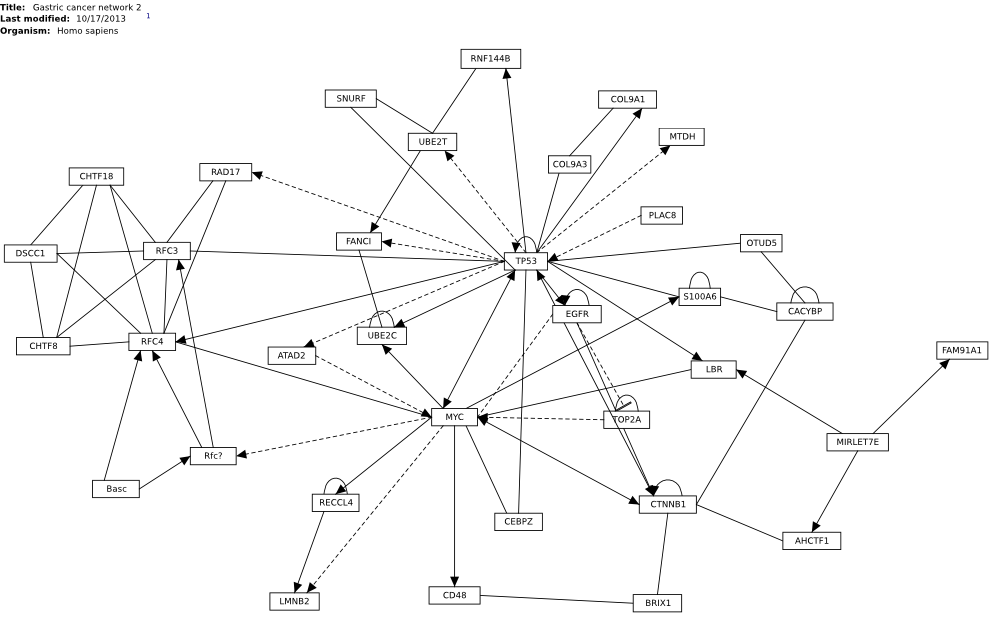 Title: Gastric cancer network 2
Last modified: 10/17/2013 1
Organism: Homo sapiens
RNF144B
SNURF
COL9A1
UBE2T
MTDH
COL9A3
CHTF18
RAD17
PLAC8
FANCI
OTUD5
DSCC1
RFC3
TP53
S100A6
CACYBP
EGFR
UBE2C
CHTF8
RFC4
ATAD2
FAM91A1
LBR
MYC
TOP2A
MIRLET7E
Rfc?
Basc
RECCL4
CTNNB1
CEBPZ
AHCTF1
LMNB2
CD48
BRIX1